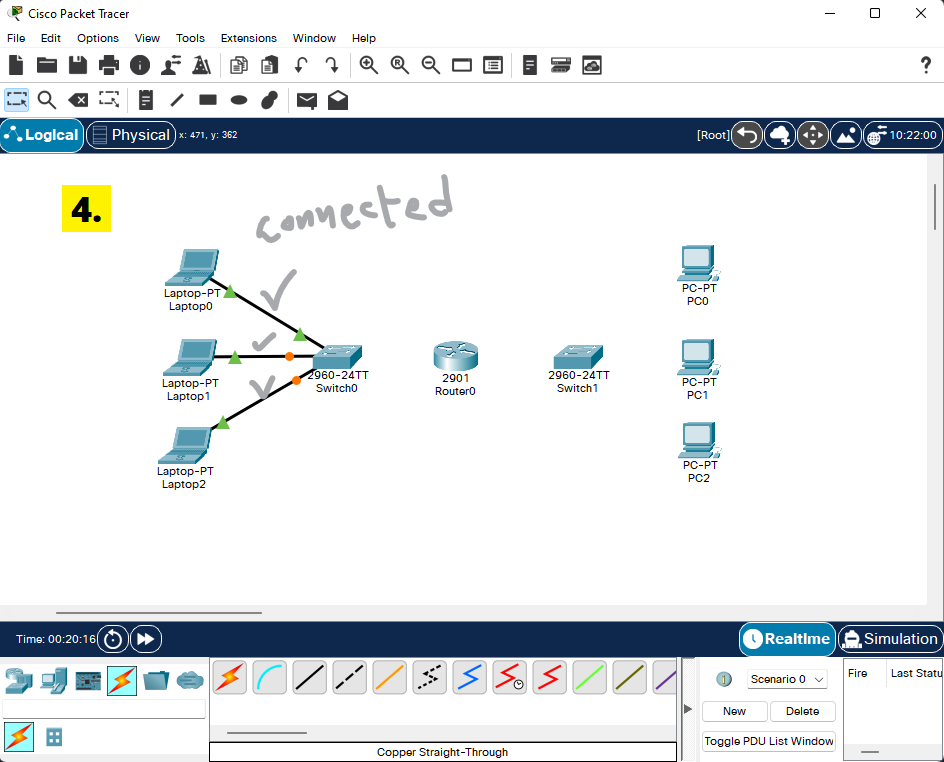 Cisco Packet Tracer
File Edit Options View Tools Extensions Window Help
Logical Physical x: 471, y: 362 [Root] 10:22:00
4.
connected
Laptop-PT
Laptop0
Laptop-PT
Laptop1
Laptop-PT
Laptop2
2960-24TT
Switch0
2901
Router0
2960-24TT
Switch1
PC-PT
PC0
PC-PT
PC1
PC-PT
PC2
Time: 00:20:16 Realtime Simulation
Scenario 0
New Delete
Toggle PDU List Window
Fire Last Statu
Copper Straight-Through